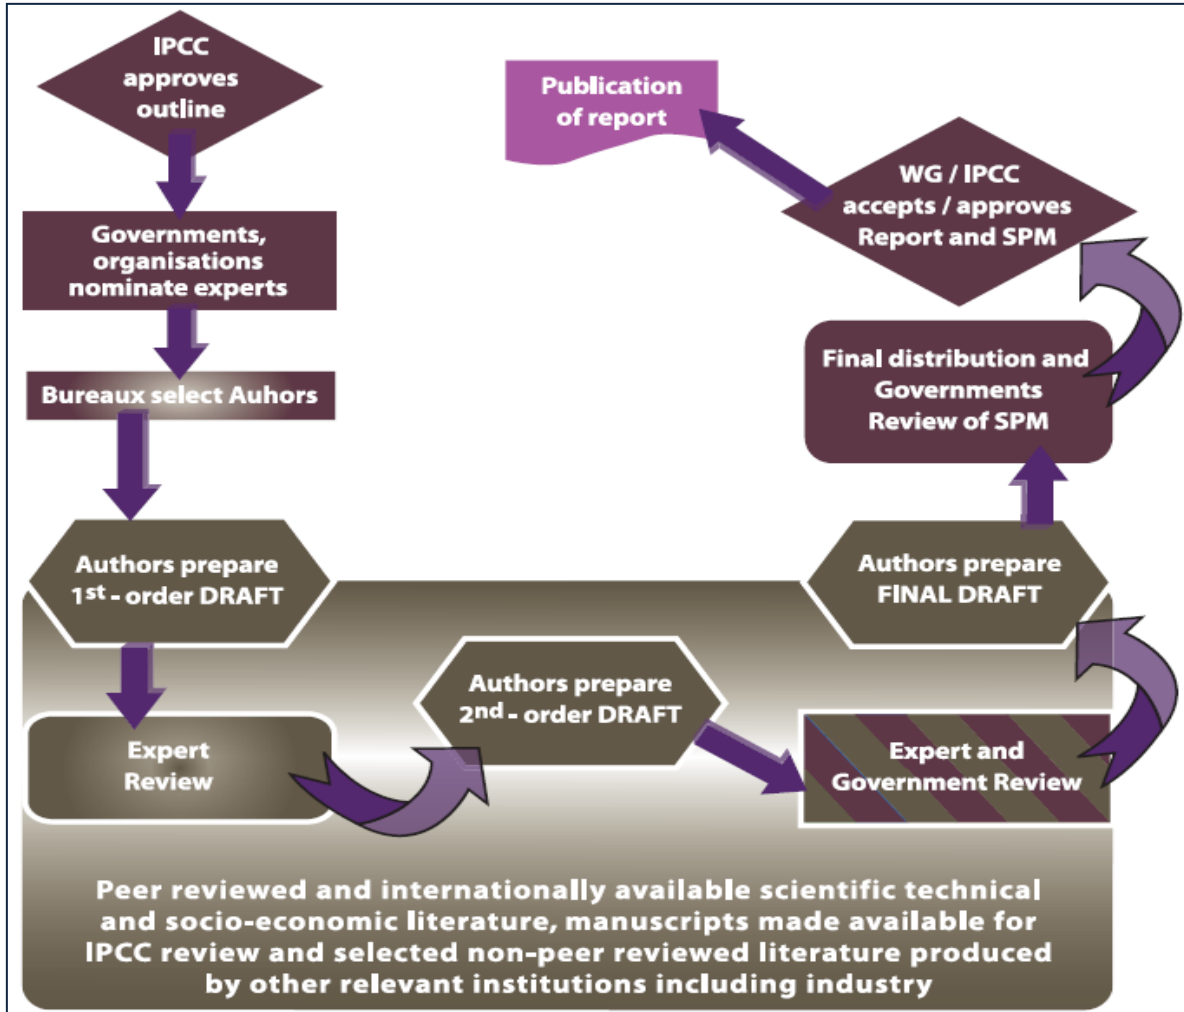 IPCC
approves
outline
Governments,
organisations
nominate experts
Bureaux select Auhors
Authors prepare
1st - order DRAFT
Expert
Review
Authors prepare
2nd - order DRAFT
Expert and
Government Review
Authors prepare
FINAL DRAFT
Final distribution and
Governments
Review of SPM
WG / IPCC
accepts / approves
Report and SPM
Publication
of report
Peer reviewed and internationally available scientific technical
and socio-economic literature, manuscripts made available for
IPCC review and selected non-peer reviewed literature produced
by other relevant institutions including industry